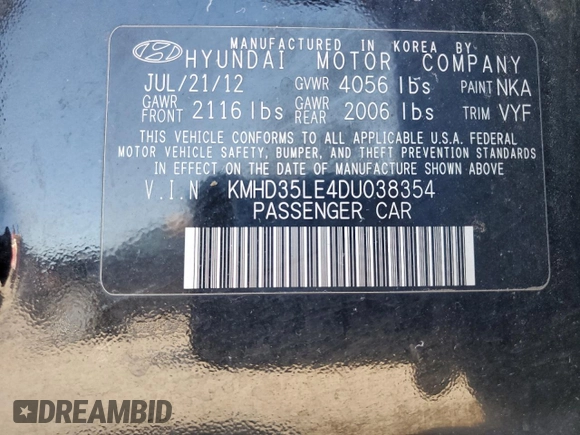 MANUFACTURED IN KOREA BY
HYUNDAI MOTOR COMPANY
JUL/21/12 GVWR 4056 lbs PAINT NKA
GAWR FRONT 2116 lbs GAWR REAR 2006 lbs TRIM VYF
THIS VEHICLE CONFORMS TO ALL APPLICABLE U.S.A. FEDERAL
MOTOR VEHICLE SAFETY, BUMPER, AND THEFT PREVENTION STANDARDS
IN EFFECT ON THE DATE OF MANUFACTURE SHOWN ABOVE
V.I.N KMHD35LE4DU038354
PASSENGER CAR
DREAMBID